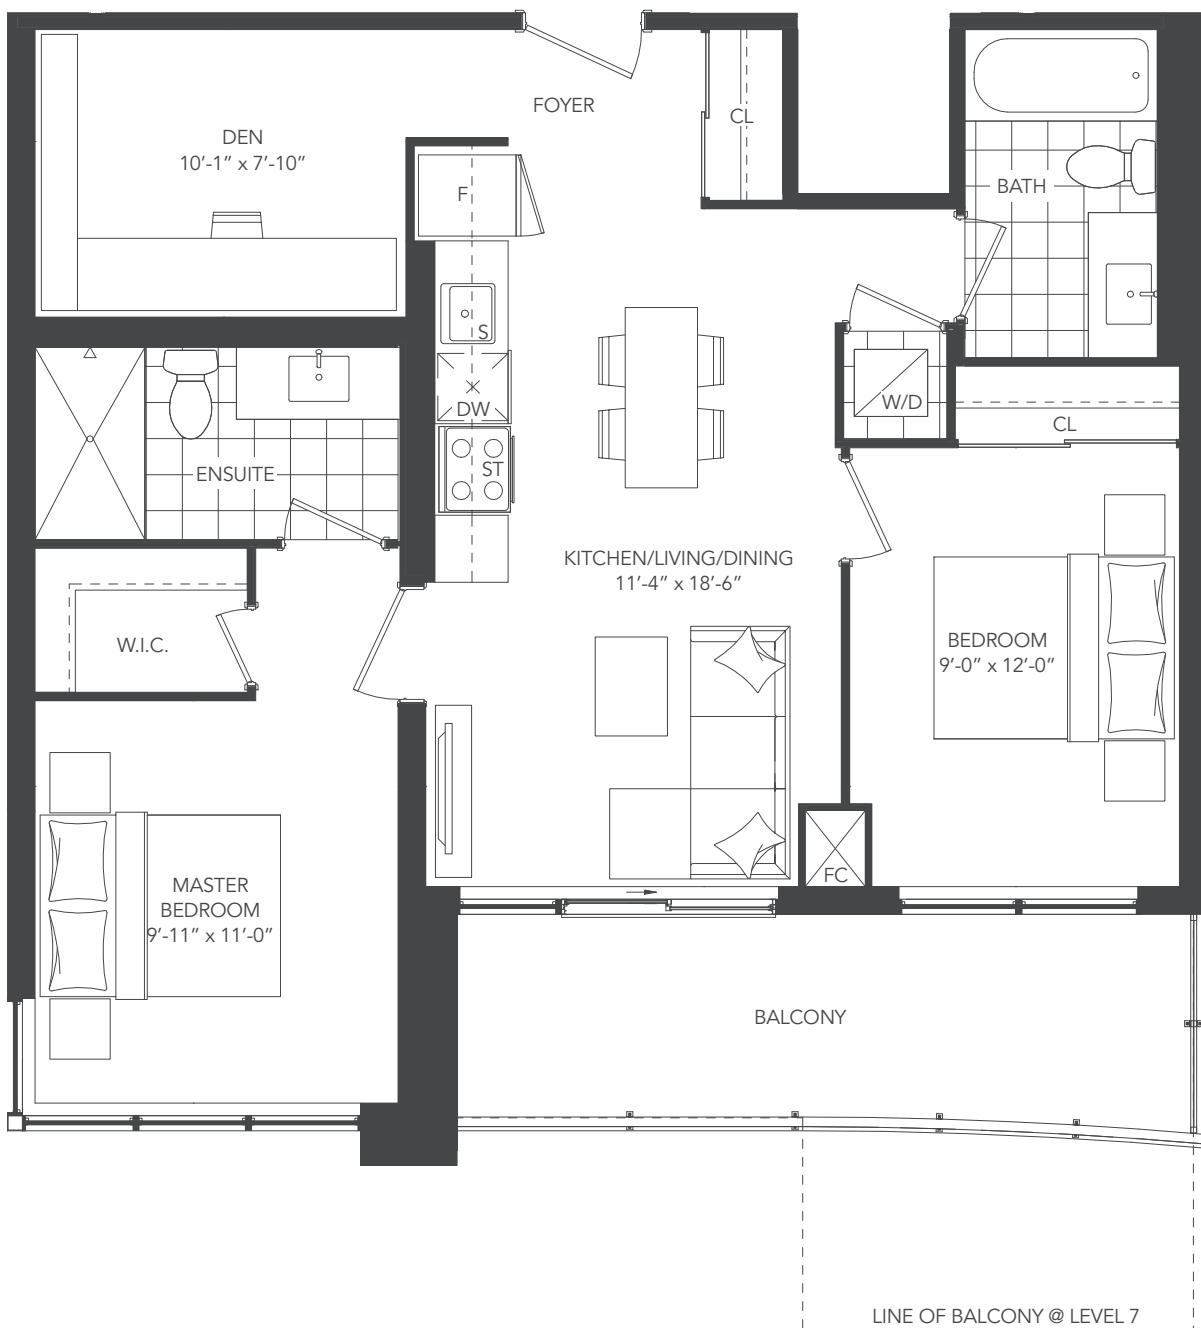 FOYER
CL
DEN
10’-1” x 7’-10”
F
BATH
S
W/D
DW
CL
ST
ENSUITE
KITCHEN/LIVING/DINING
11’-4” x 18’-6”
W.I.C.
BEDROOM
9’-0” x 12’-0”
FC
MASTER
BEDROOM
9’-11” x 11’-0”
BALCONY
LINE OF BALCONY @ LEVEL 7